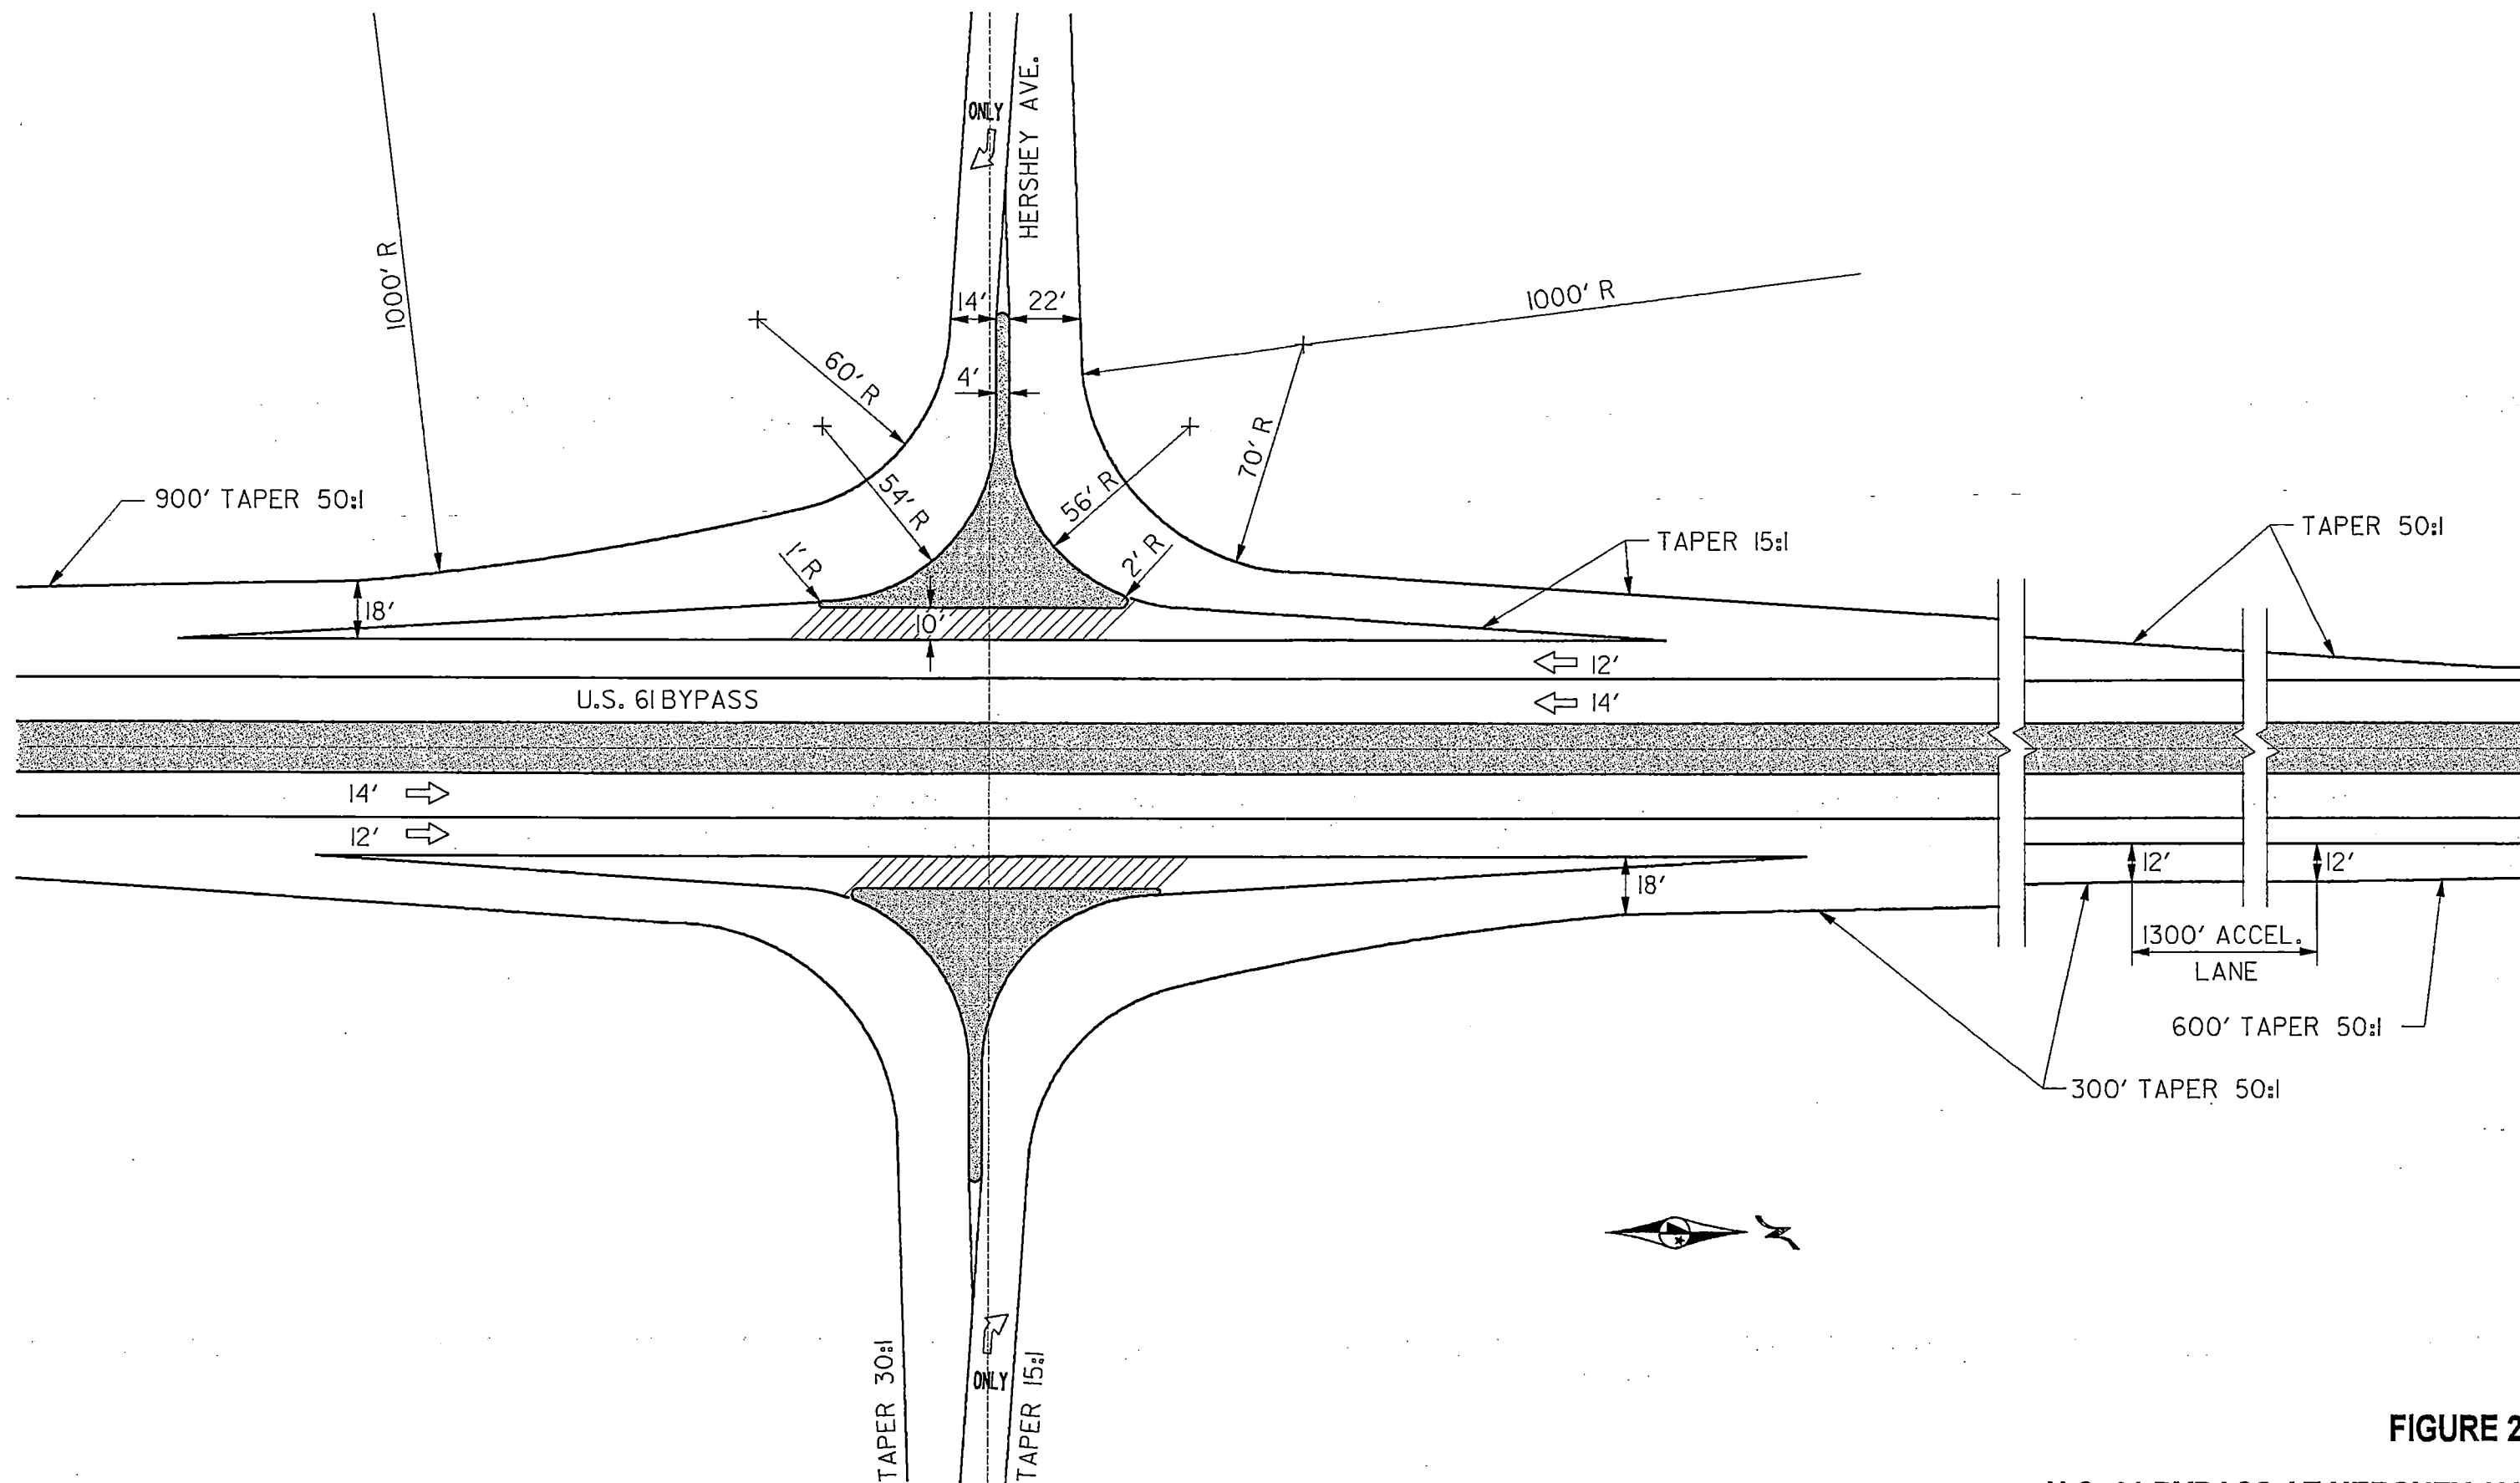 ONLY
HERSHEY AVE.
1000' R
14'
22'
1000' R
60' R
4'
70' R
900' TAPER 50:1
54' R
56' R
TAPER 50:1
TAPER 15:1
1' R
2' R
18'
10'
12'
U.S. 61 BYPASS
14'
14'
12'
12'
12'
18'
1300' ACCEL.
LANE
600' TAPER 50:1
300' TAPER 50:1
N
TAPER 30:1
ONLY
TAPER 15:1
FIGURE 2